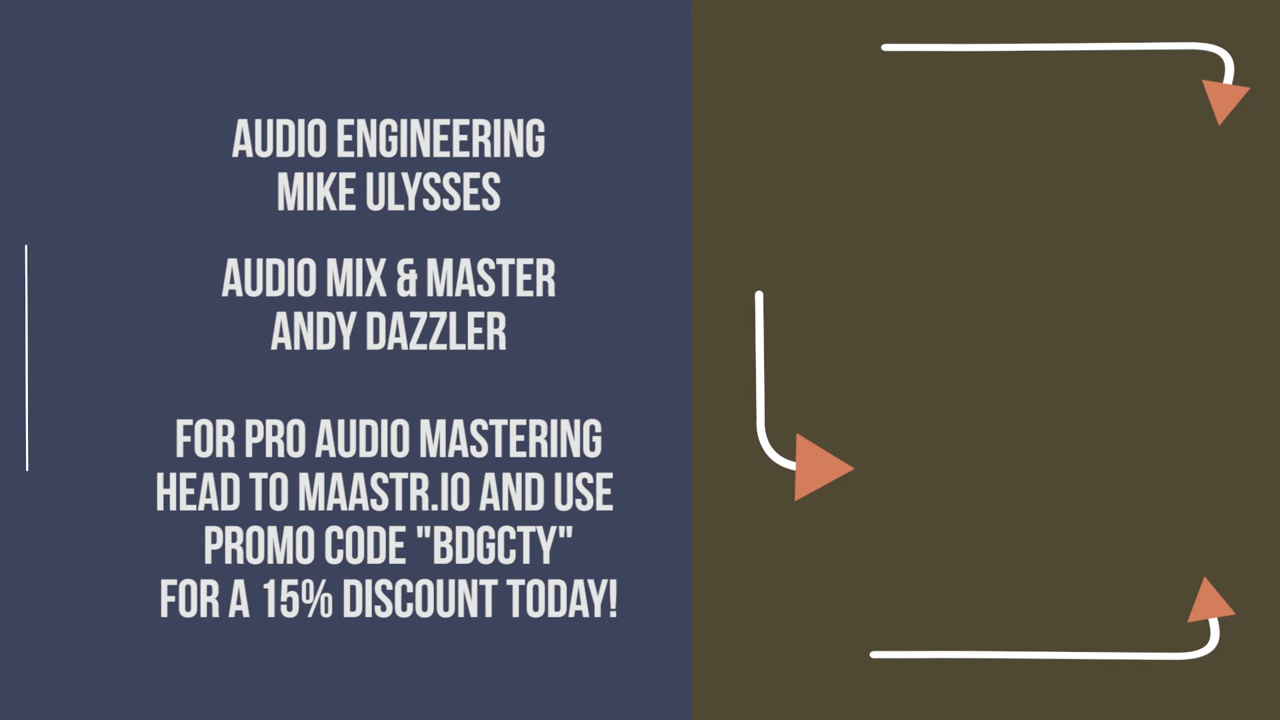 AUDIO ENGINEERING
MIKE ULYSSES
AUDIO MIX & MASTER
ANDY DAZZLER
FOR PRO AUDIO MASTERING
HEAD TO MAASTR.IO AND USE
PROMO CODE "BDGCTY"
FOR A 15% DISCOUNT TODAY!